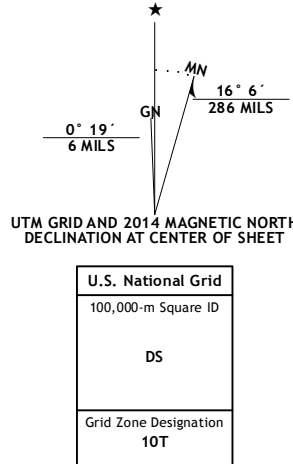 ★
MN
GN
16° 6´
286 MILS
0° 19´
6 MILS
UTM GRID AND 2014 MAGNETIC NORTH
DECLINATION AT CENTER OF SHEET
U.S. National Grid
100,000-m Square ID
DS
Grid Zone Designation
10T